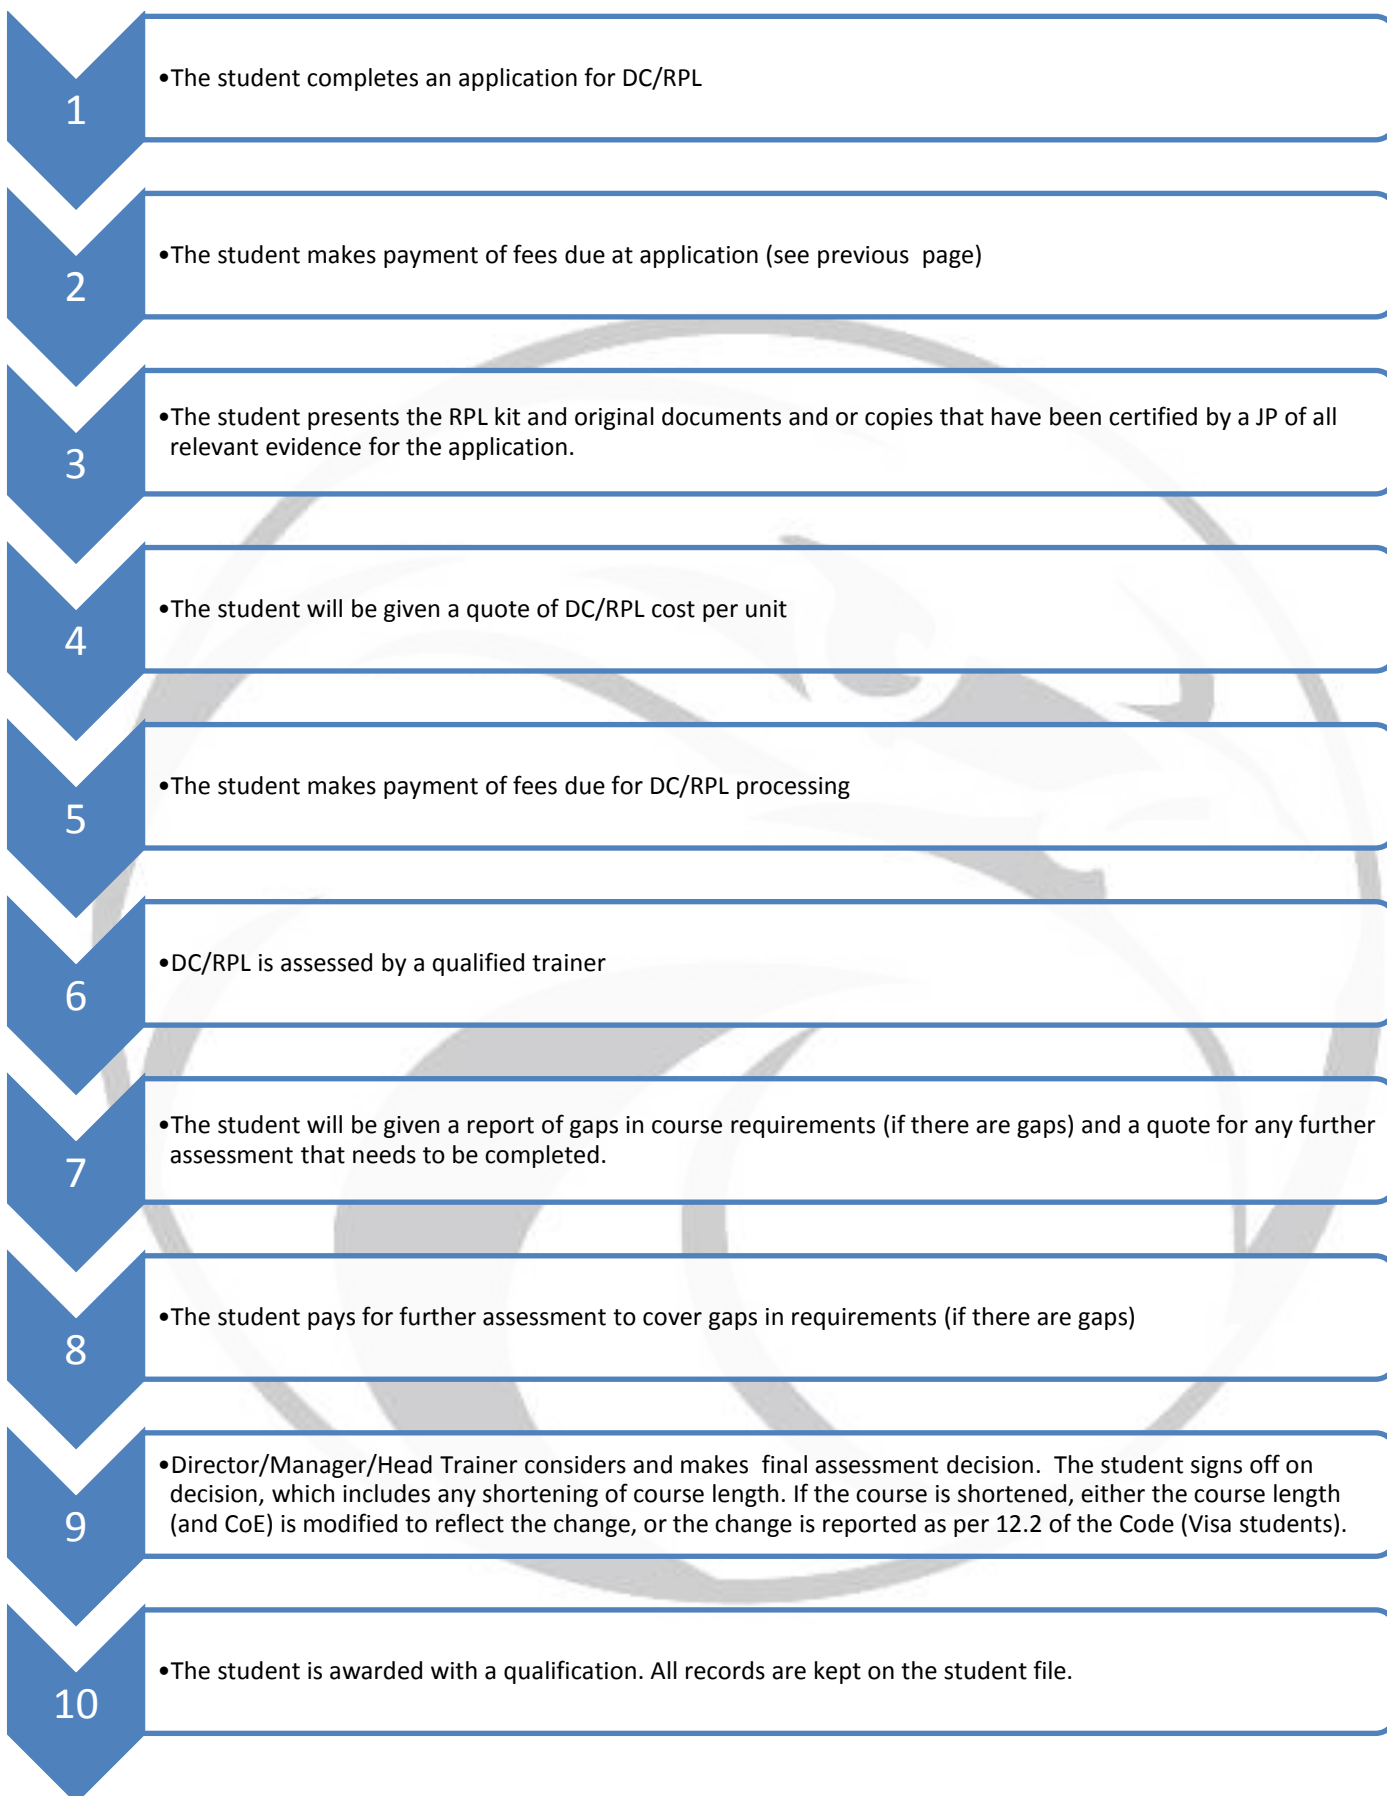 1
•The student completes an application for DC/RPL
2
•The student makes payment of fees due at application (see previous  page)
3
•The student presents the RPL kit and original documents and or copies that have been certified by a JP of all
relevant evidence for the application.
4
•The student will be given a quote of DC/RPL cost per unit
5
•The student makes payment of fees due for DC/RPL processing
6
•DC/RPL is assessed by a qualified trainer
7
•The student will be given a report of gaps in course requirements (if there are gaps) and a quote for any further
assessment that needs to be completed.
8
•The student pays for further assessment to cover gaps in requirements (if there are gaps)
9
•Director/Manager/Head Trainer considers and makes  final assessment decision.  The student signs off on
decision, which includes any shortening of course length. If the course is shortened, either the course length
(and CoE) is modified to reflect the change, or the change is reported as per 12.2 of the Code (Visa students).
10
•The student is awarded with a qualification. All records are kept on the student file.